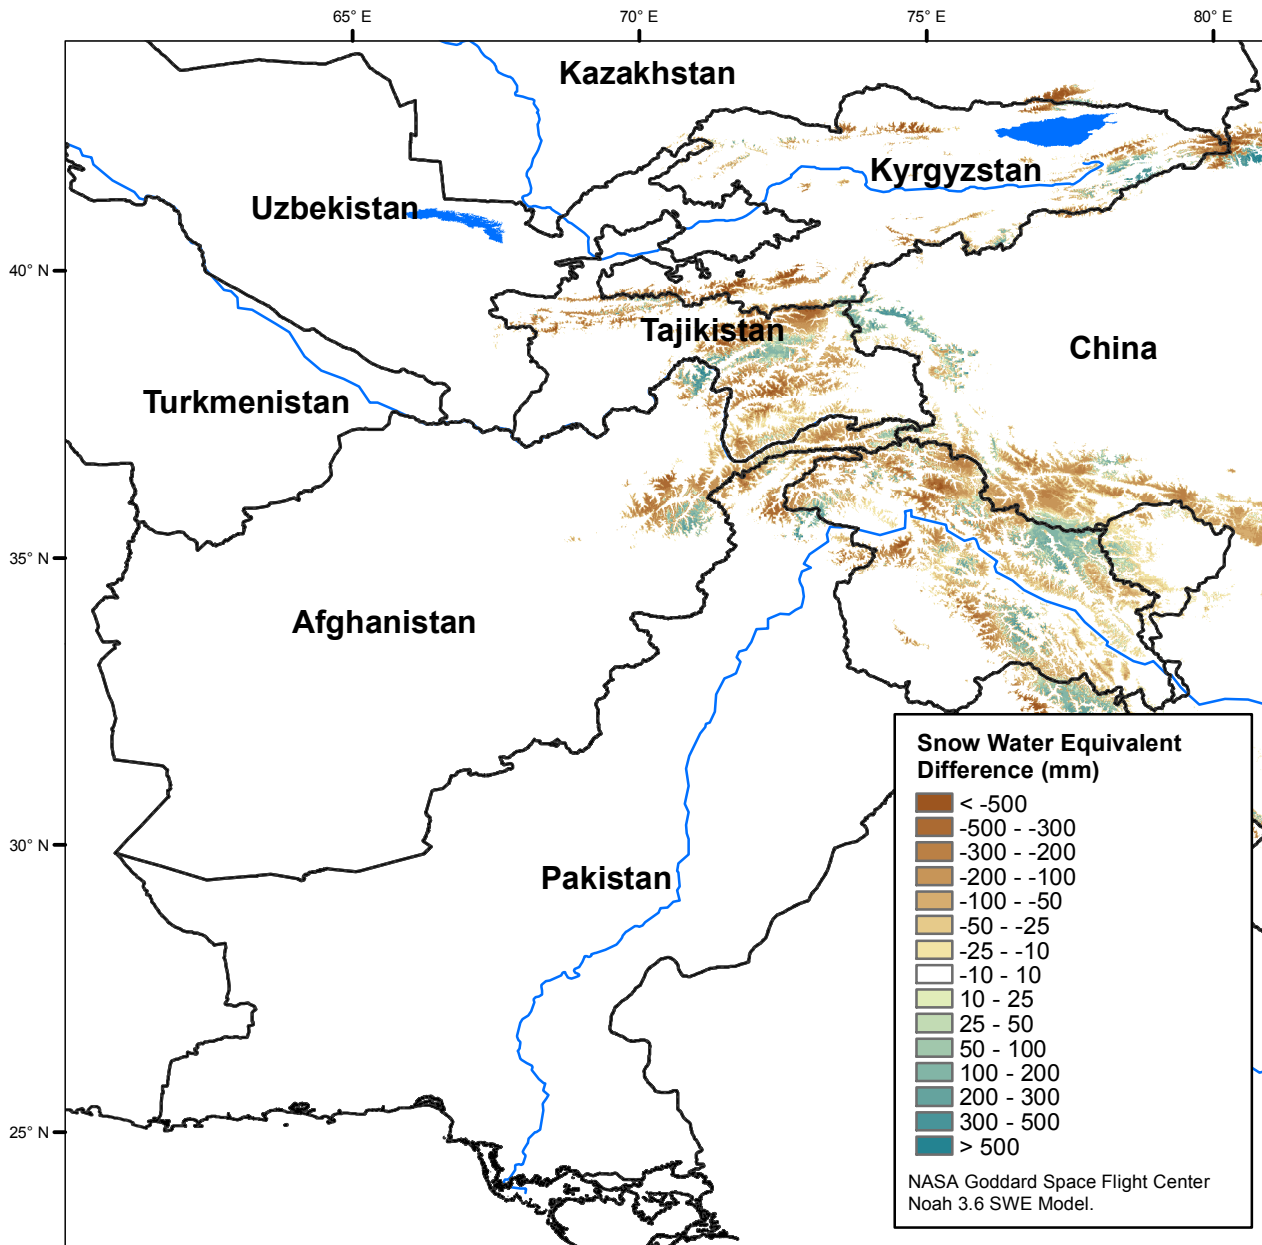 65° E
70° E
75° E
80° E
Kazakhstan
Kyrgyzstan
Uzbekistan
40° N
Tajikistan
China
Turkmenistan
35° N
Afghanistan
30° N
Pakistan
25° N
Snow Water Equivalent
Difference (mm)
< -500
-500 - -300
-300 - -200
-200 - -100
-100 - -50
-50 - -25
-25 - -10
-10 - 10
10 - 25
25 - 50
50 - 100
100 - 200
200 - 300
300 - 500
> 500
NASA Goddard Space Flight Center
Noah 3.6 SWE Model.